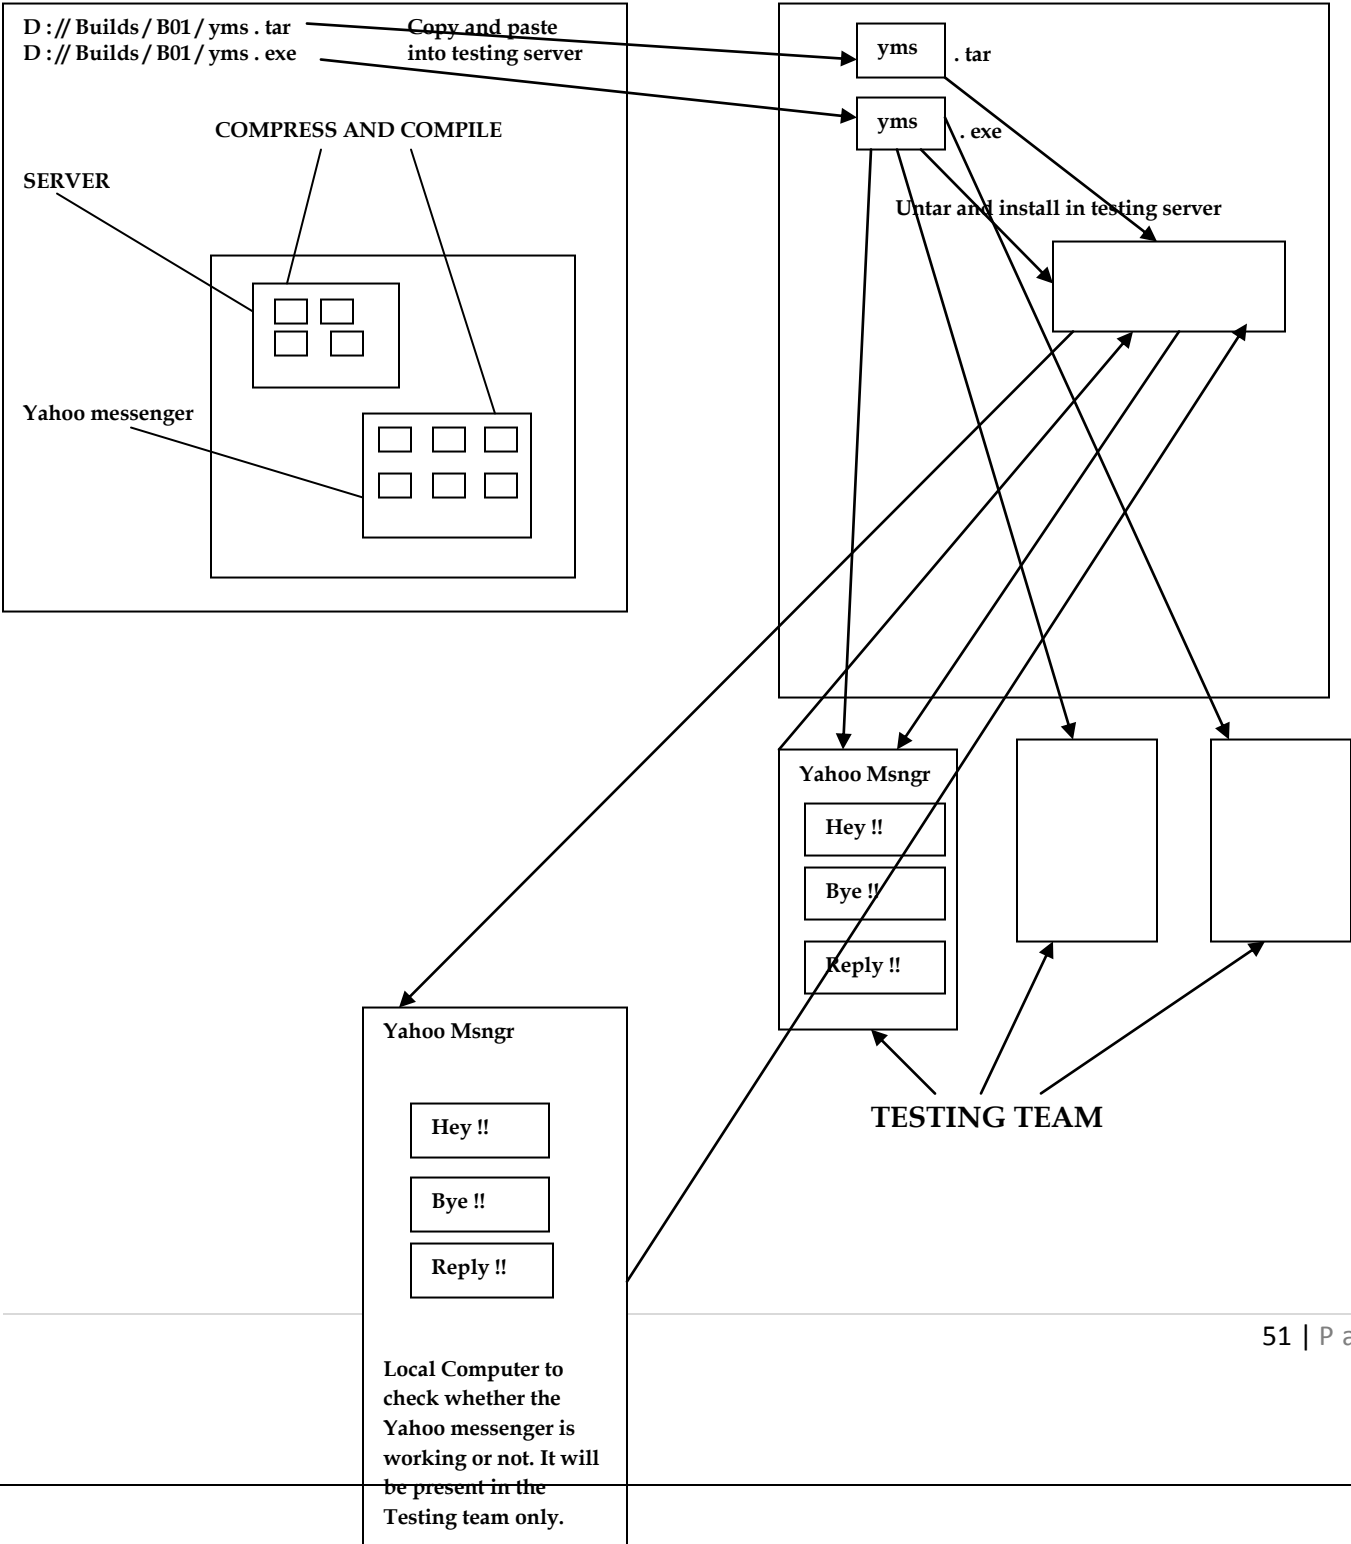 D :// Builds / B01 / yms . tar
D :// Builds / B01 / yms . exe
Copy and paste
into testing server
COMPRESS AND COMPILE
SERVER
Yahoo messenger
yms
. tar
yms
. exe
Untar and install in testing server
Yahoo Msngr
Hey !!
Bye !!
Reply !!
TESTING TEAM
Yahoo Msngr
Hey !!
Bye !!
Reply !!
51 | P a
Local Computer to
check whether the
Yahoo messenger is
working or not. It will
be present in the
Testing team only.